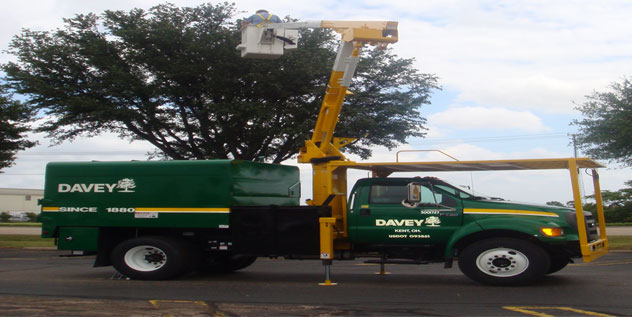 DAVEY
SINCE 1880
DAVEY
KENT, OH.